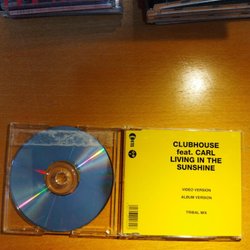 CLUBHOUSE
feat. CARL
LIVING IN THE
SUNSHINE
VIDEO VERSION
ALBUM VERSION
TRIBAL MIX